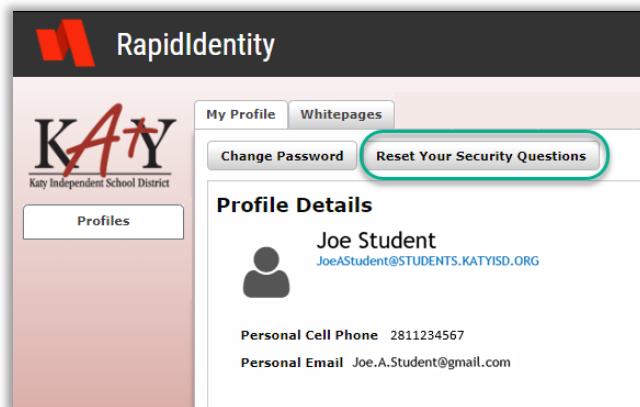 RapidIdentity
KATY
Katy Independent School District
Profiles
My Profile Whitepages
Change Password Reset Your Security Questions
Profile Details
Joe Student
JoeAStudent@STUDENTS.KATYISD.ORG
Personal Cell Phone 2811234567
Personal Email Joe.A.Student@gmail.com